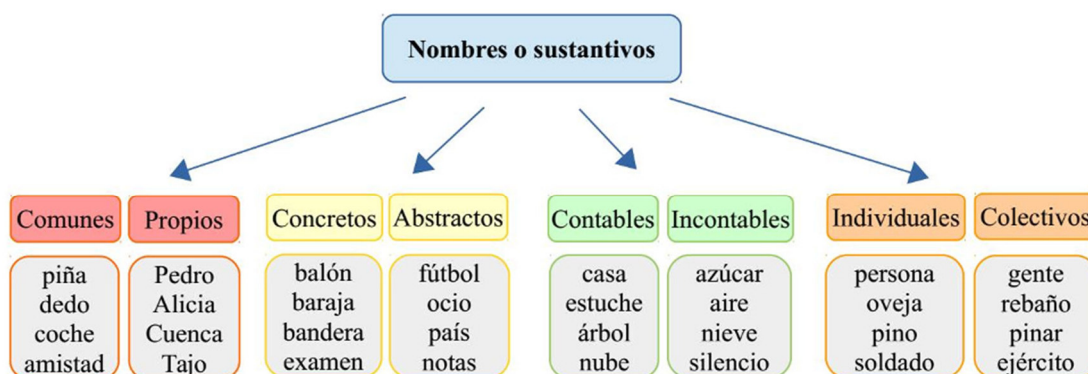 Nombres o sustantivos
Comunes
Propios
Concretos
Abstractos
Contables
Incontables
Individuales
Colectivos
piña
dedo
coche
amistad
Pedro
Alicia
Cuenca
Tajo
balón
baraja
bandera
examen
fútbol
ocio
país
notas
casa
estuche
árbol
nube
azúcar
aire
nieve
silencio
persona
oveja
pino
soldado
gente
rebaño
pinar
ejército